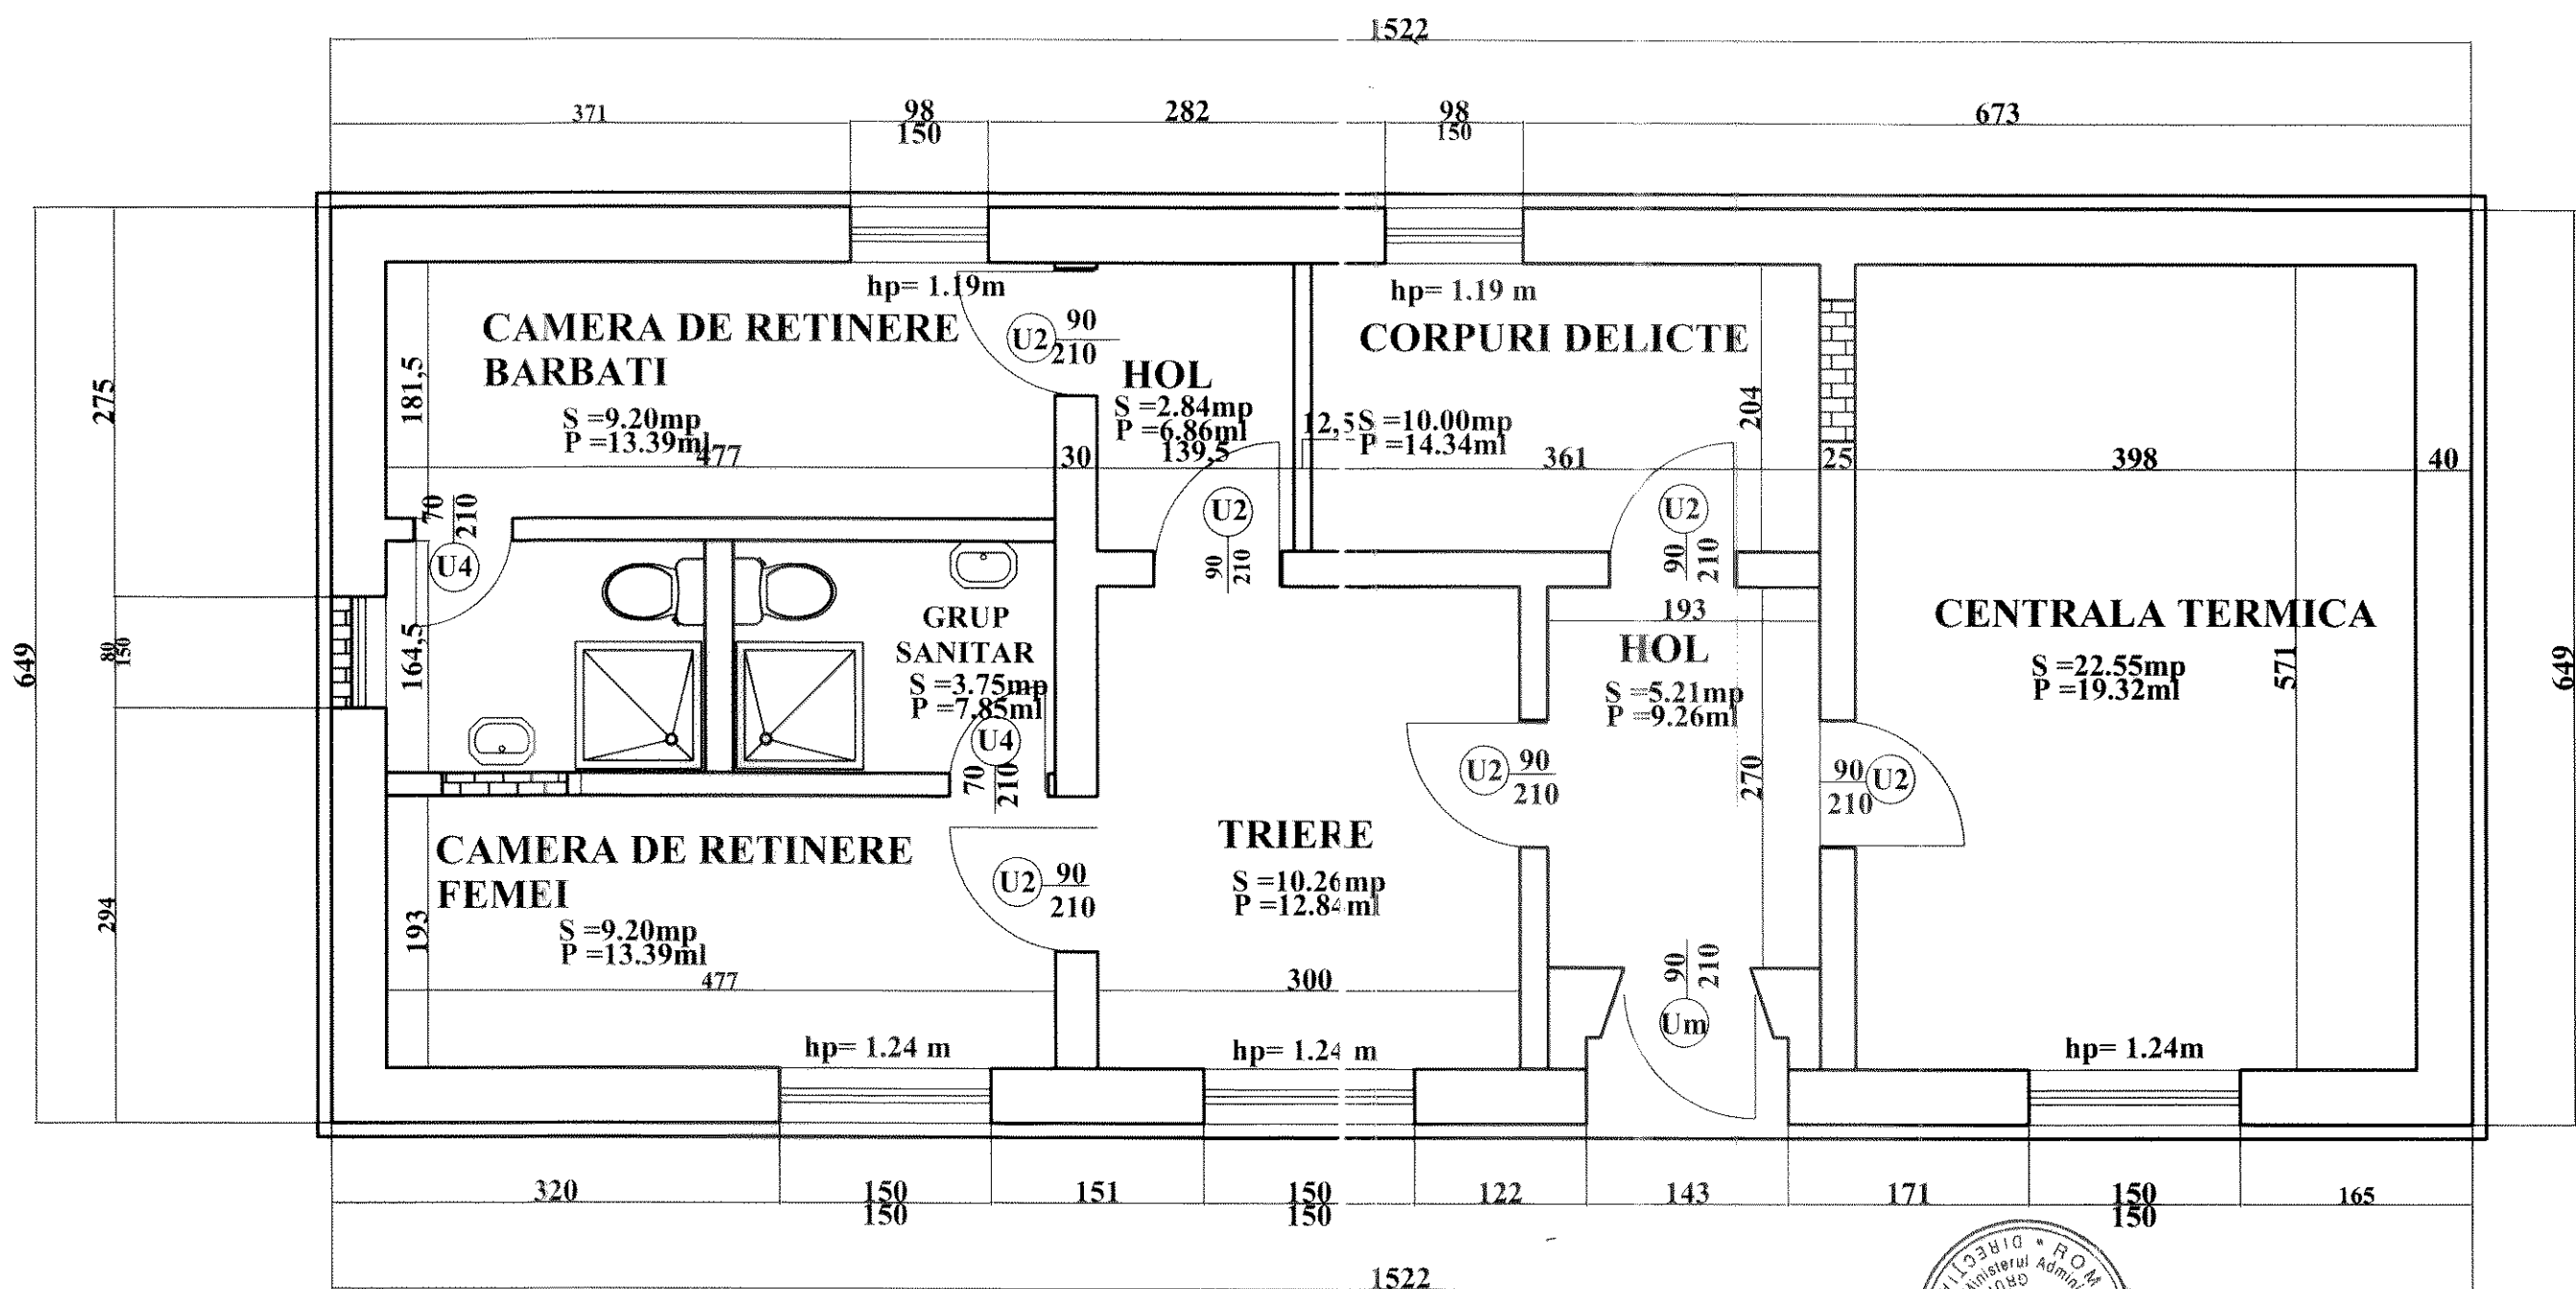 1522
371
98
150
282
98
150
673
hp= 1.19m
hp= 1.19 m
CAMERA DE RETINERE
BARBATI
S =9.20mp
P =13.39ml
477
181,5
U2
90
210
30
HOL
S =2.84mp
P =6.86ml
139,5
12,5
CORPURI DELICTE
S =10.00mp
P =14.34ml
361
204
25
398
40
275
80
150
294
649
649
70
210
U4
164,5
GRUP
SANITAR
S =3.75mp
P =7.85ml
U4
70
210
U2
90
210
U2
90
210
193
HOL
S =5.21mp
P =9.26ml
270
U2
90
210
90
210
U2
CENTRALA TERMICA
S =22.55mp
P =19.32ml
571
CAMERA DE RETINERE
FEMEI
S =9.20mp
P =13.39ml
193
477
U2
90
210
TRIERE
S =10.26mp
P =12.84ml
300
90
210
Um
hp= 1.24 m
hp= 1.24 m
hp= 1.24m
320
150
150
151
150
150
122
143
171
150
150
165
1522
DIRECTI
* ROM
Ministerul Admini